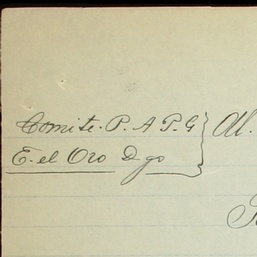 Comite. P. A P. G } Al.
E. el Oro Dgo